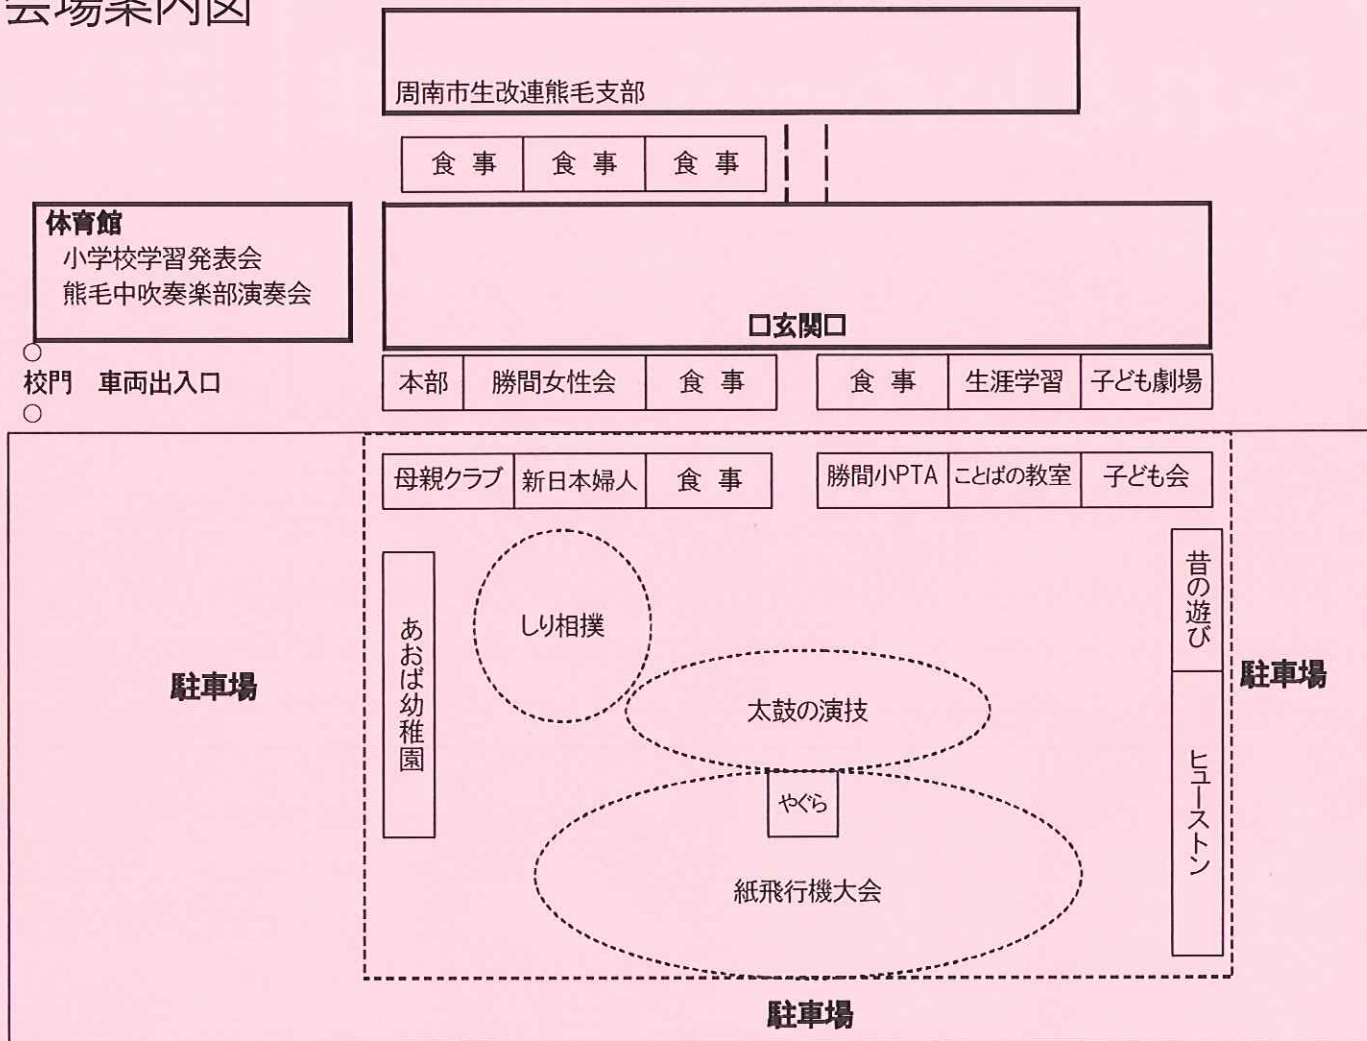 会場案内図
周南市生改連熊毛支部
食 事
食 事
食 事
体育館
小学校学習発表会
熊毛中吹奏楽部演奏会
口玄関口
校門 車両出入口
本部
勝間女性会
食 事
食 事
生涯学習
子ども劇場
母親クラブ
新日本婦人
食 事
勝間小PTA
ことばの教室
子ども会
あおば幼稚園
しり相撲
昔の遊び
駐車場
駐車場
太鼓の演技
やぐら
ヒューストン
紙飛行機大会
駐車場